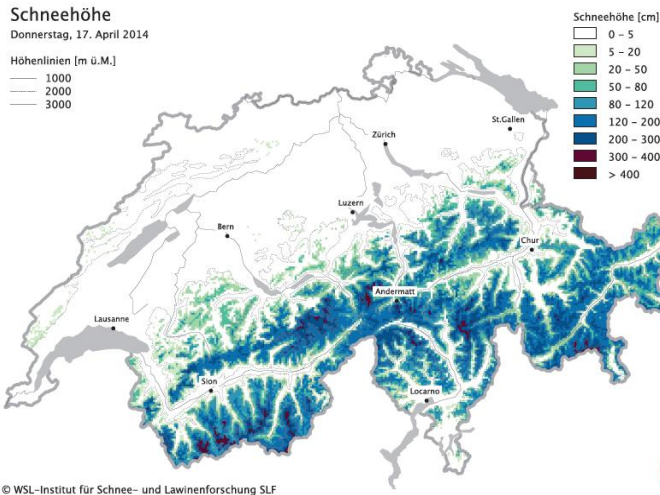 Schneehöhe
Donnerstag, 17. April 2014
Höhenlinien [m ü.M.]
1000
2000
3000
Schneehöhe [cm]
0 – 5
5 – 20
20 – 50
50 – 80
80 – 120
120 – 200
200 – 300
300 – 400
> 400
St.Gallen
Zürich
Luzern
Bern
Chur
Andermatt
Lausanne
Sion
Locarno
© WSL-Institut für Schnee- und Lawinenforschung SLF